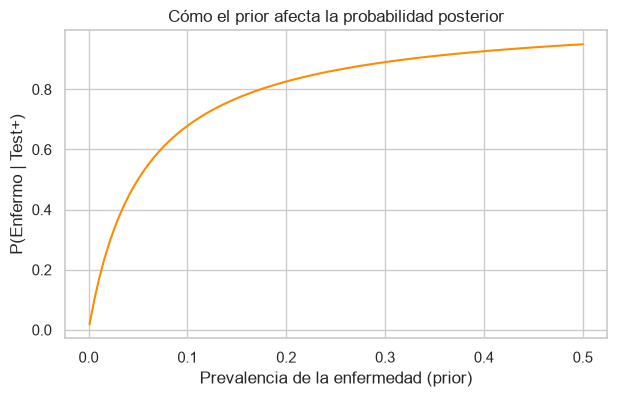 Cómo el prior afecta la probabilidad posterior
P(Enfermo | Test+)
0.8
0.6
0.4
0.2
0.0
0.0 0.1 0.2 0.3 0.4 0.5
Prevalencia de la enfermedad (prior)